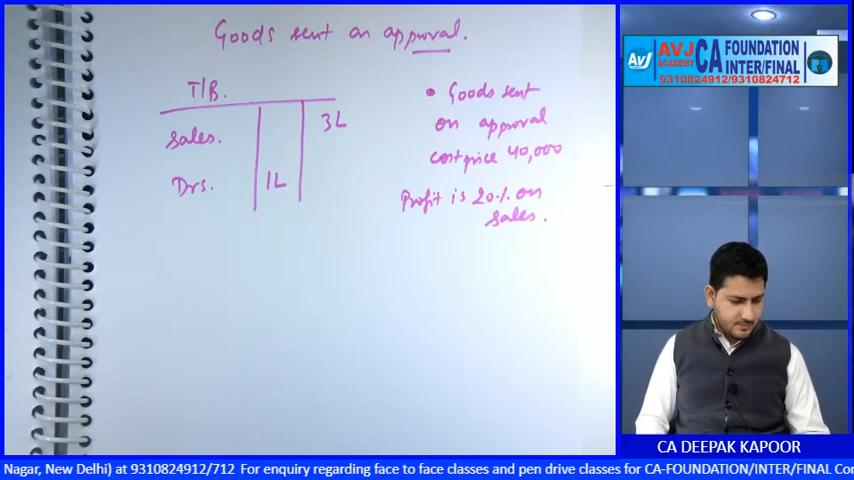 Goods sent on approval.
T/B.
Sales. 3L
Drs. 1L
• Goods sent
on approval
cost price 40,000
Profit is 20% on
Sales.
AVJ
AVJ
ACADEMY
CA
FOUNDATION
INTER/FINAL
9310824912/9310824712
CA DEEPAK KAPOOR
Nagar, New Delhi) at 9310824912/712 For enquiry regarding face to face classes and pen drive classes for CA-FOUNDATION/INTER/FINAL Cor